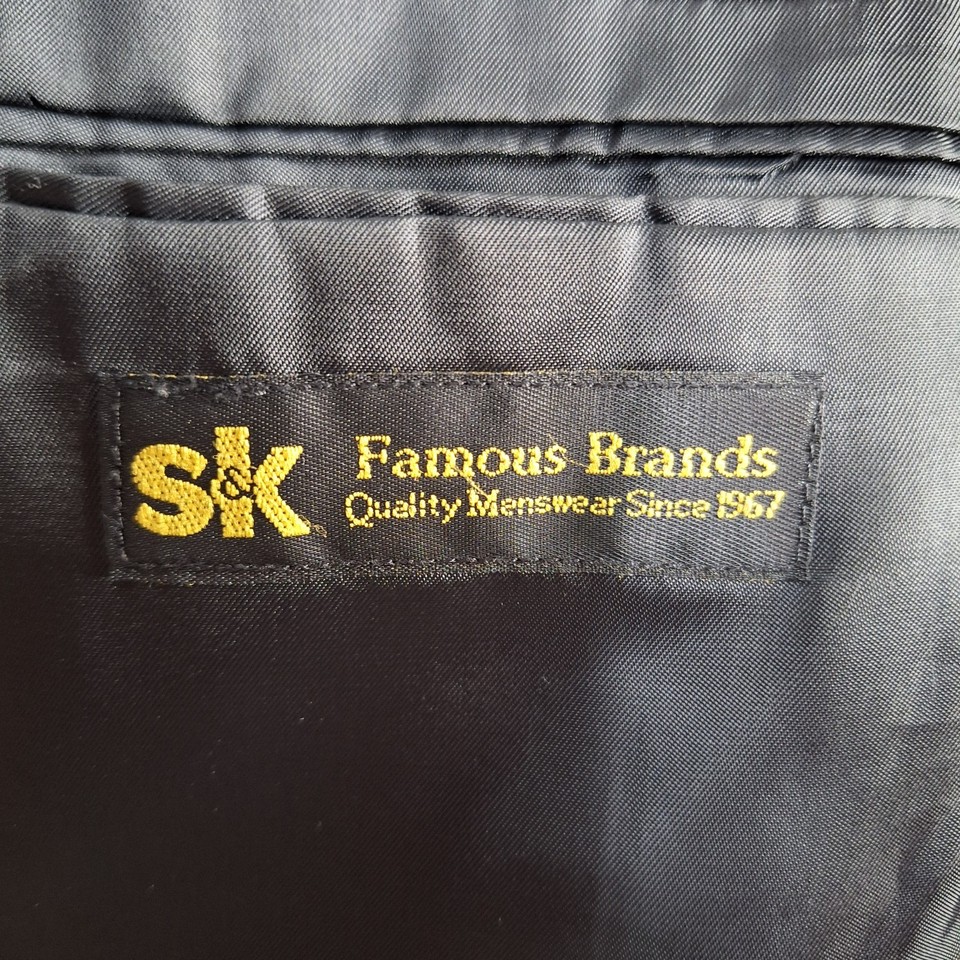 S&K
Famous Brands
Quality Menswear Since 1967